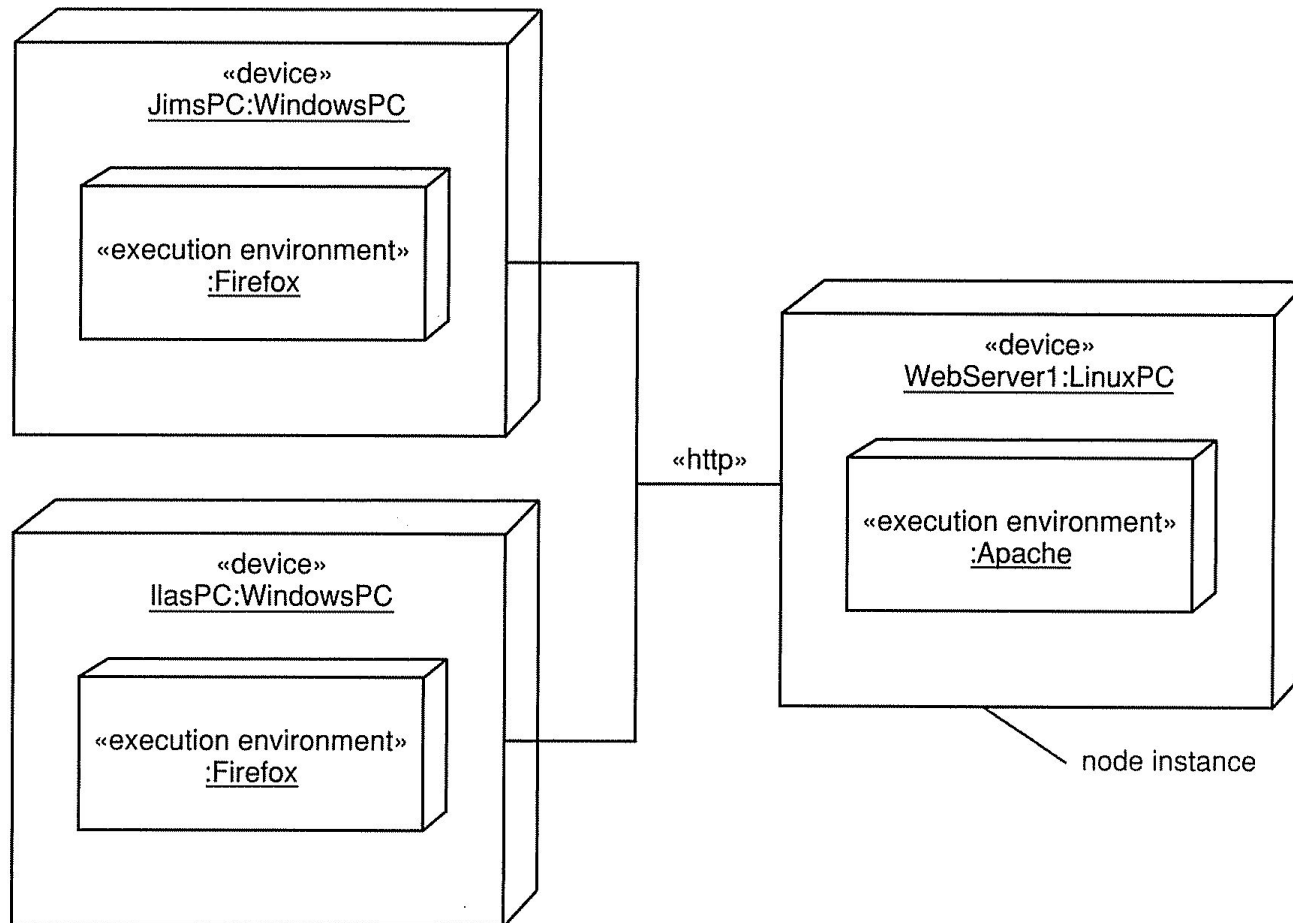 «device»
JimsPC:WindowsPC
«execution environment»
:Firefox
«device»
IlasPC:WindowsPC
«execution environment»
:Firefox
«http»
«device»
WebServer1:LinuxPC
«execution environment»
:Apache
node instance